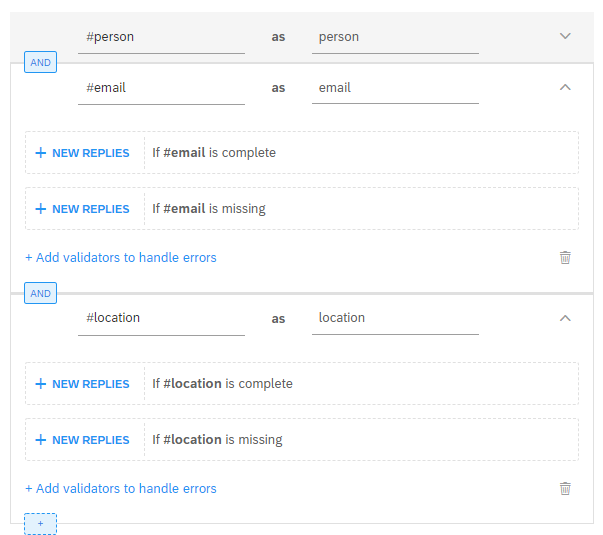 #person as person
AND
#email as email
+ NEW REPLIES If #email is complete
+ NEW REPLIES If #email is missing
+ Add validators to handle errors
AND
#location as location
+ NEW REPLIES If #location is complete
+ NEW REPLIES If #location is missing
+ Add validators to handle errors
+